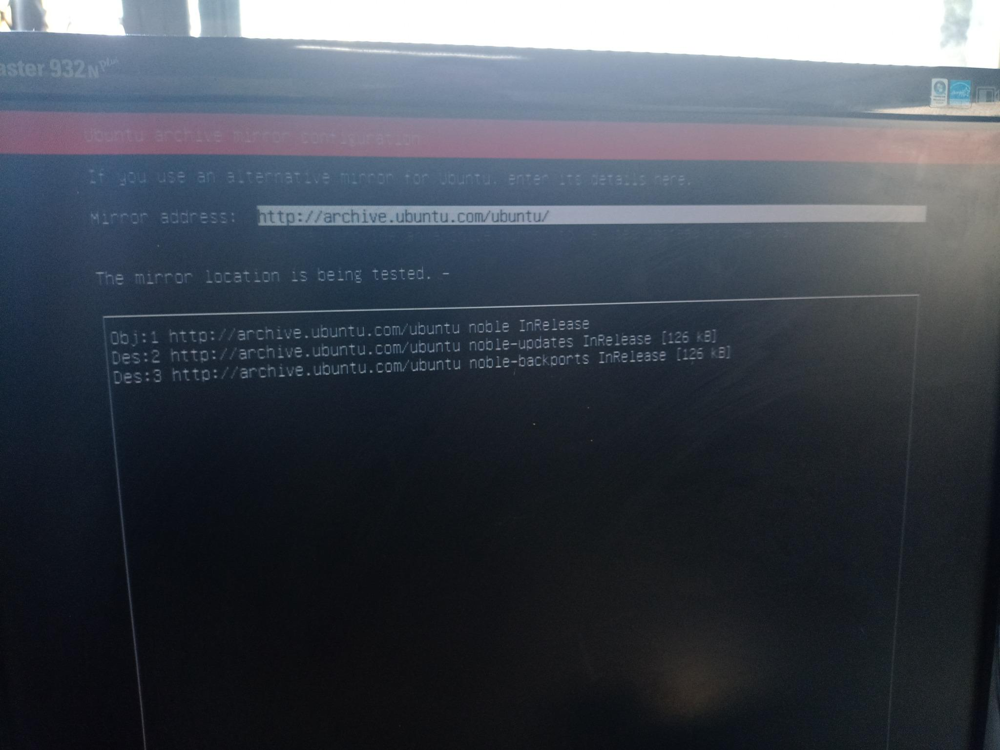 aster 932N plus
Ubuntu archive mirror configuration
If you use an alternative mirror for Ubuntu, enter its details here.
Mirror address: http://archive.ubuntu.com/ubuntu/
The mirror location is being tested. -
Obj:1 http://archive.ubuntu.com/ubuntu noble InRelease
Des:2 http://archive.ubuntu.com/ubuntu noble-updates InRelease [126 kB]
Des:3 http://archive.ubuntu.com/ubuntu noble-backports InRelease [126 kB]